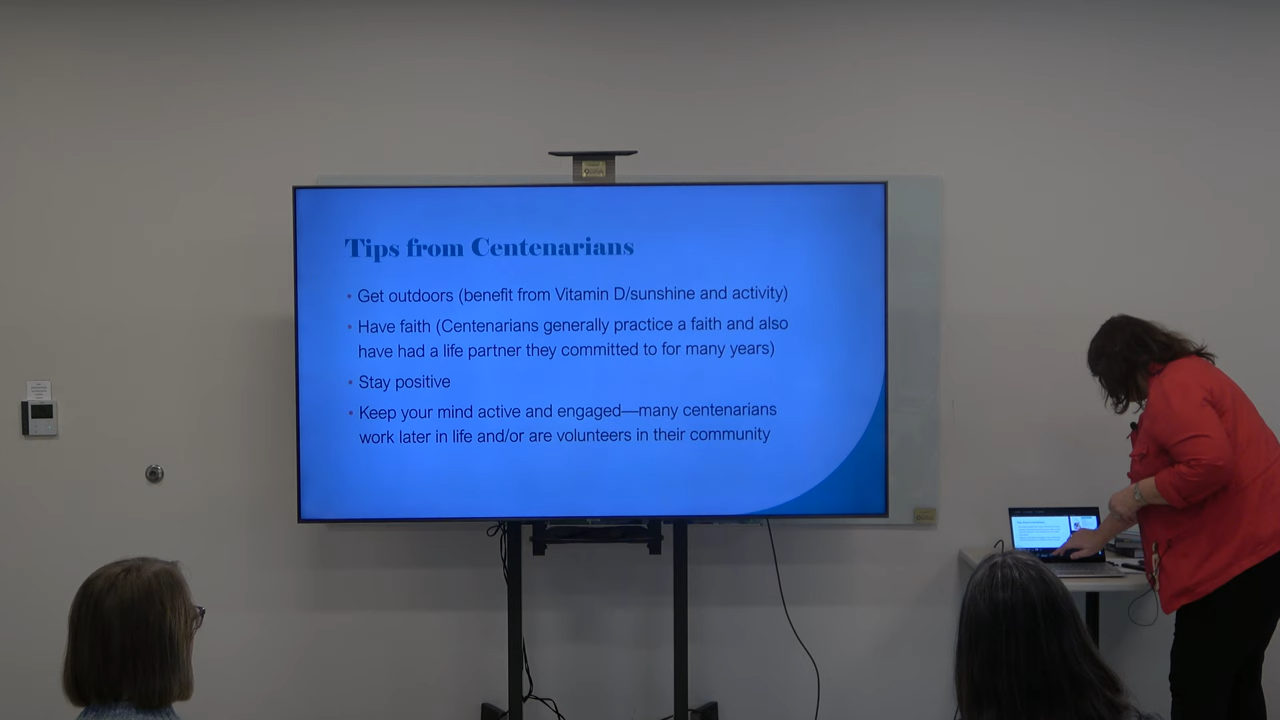 Tips from Centenarians
• Get outdoors (benefit from Vitamin D/sunshine and activity)
• Have faith (Centenarians generally practice a faith and also
have had a life partner they committed to for many years)
• Stay positive
• Keep your mind active and engaged—many centenarians
work later in life and/or are volunteers in their community